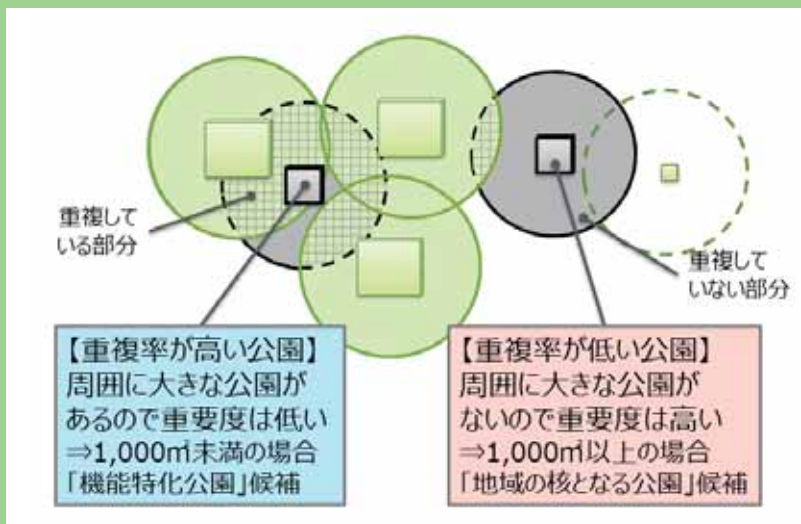 重複して
いる部分
重複して
いない部分
【重複率が高い公園】
周囲に大きな公園が
あるので重要度は低い
⇒1,000㎡未満の場合
「機能特化公園」候補
【重複率が低い公園】
周囲に大きな公園が
ないので重要度は高い
⇒1,000㎡以上の場合
「地域の核となる公園」候補